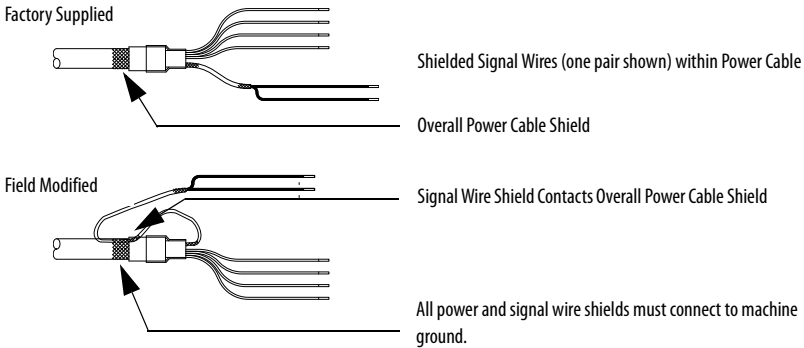 Factory Supplied
Shielded Signal Wires (one pair shown) within Power Cable
Overall Power Cable Shield
Field Modified
Signal Wire Shield Contacts Overall Power Cable Shield
All power and signal wire shields must connect to machine
ground.